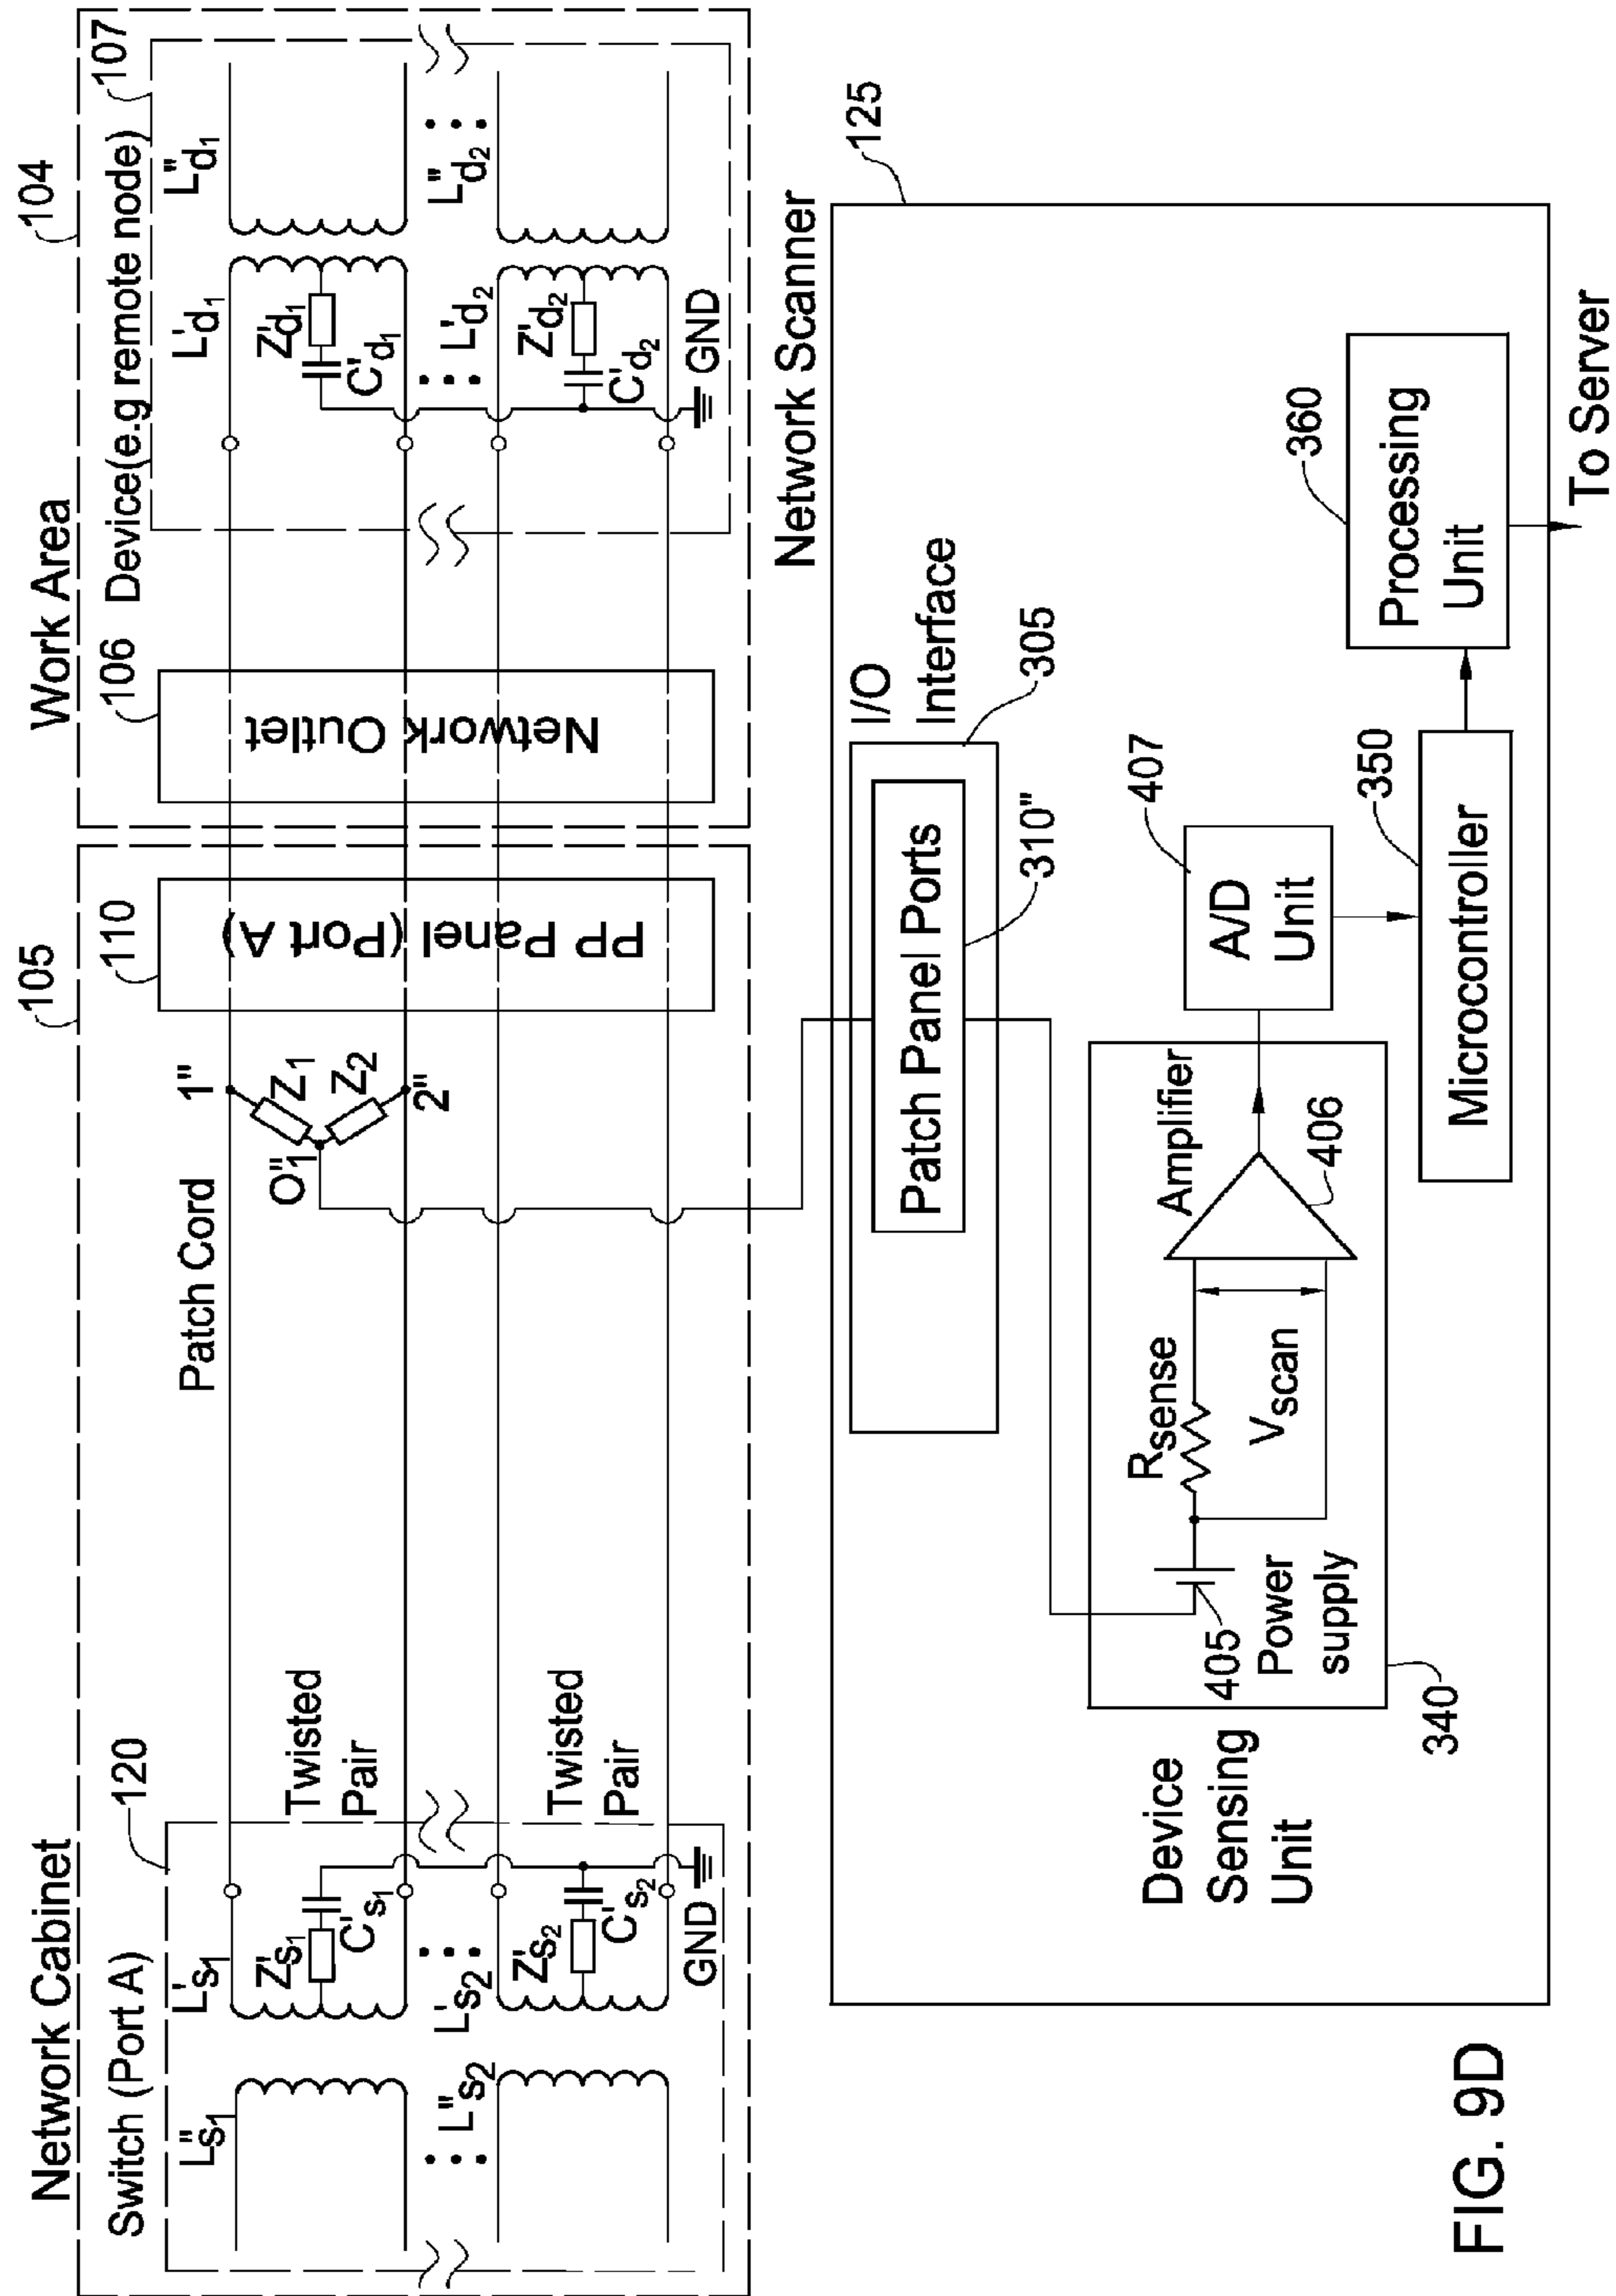 Network Cabinet
105
Work Area
104
Switch (Port A)
120
Patch Cord
110
106
Device(e.g remote node)
107
L"s1
L's1
Z's1
C's1
Twisted
Pair
1"
Z1
Z2
O"1
2"
PP Panel (Port A)
Network Outlet
L'd1
L"d1
Z'd1
C'd1
L"s2
L's2
Z's2
C's2
GND
Twisted
Pair
L'd2
L"d2
Z'd2
C'd2
GND
Network Scanner
125
I/O
Interface
305
Patch Panel Ports
310"
Device
Sensing
Unit
340
405
Power
supply
Rsense
Vscan
Amplifier
406
A/D
Unit
407
Microcontroller
350
Processing
Unit
360
To Server
FIG. 9D